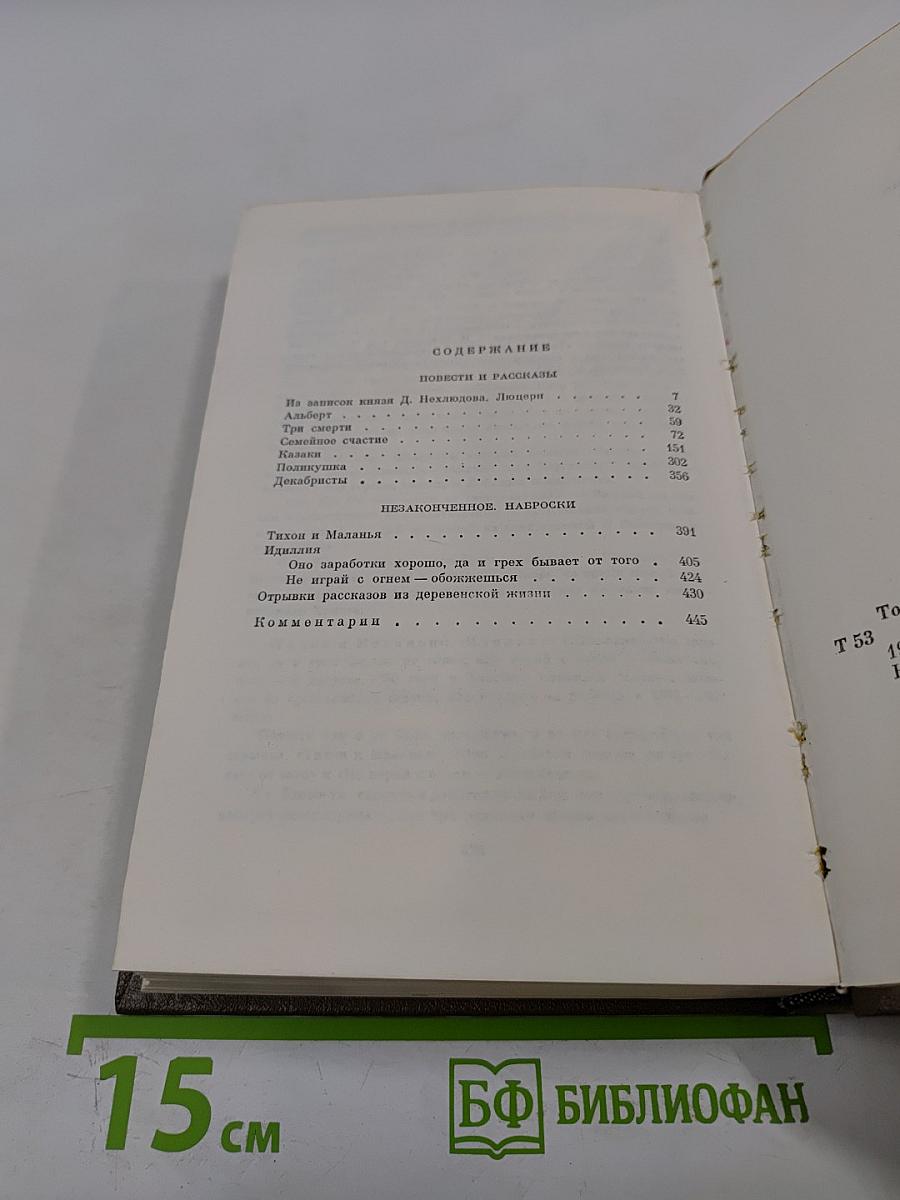 СОДЕРЖАНИЕ
ПОВЕСТИ И РАССКАЗЫ
Из записок князя Д. Нехлюдова. Люцерн . . . . . . 7
Альберт . . . . . . . . . . . . . . . . 32
Три смерти . . . . . . . . . . . . . . . 59
Семейное счастие . . . . . . . . . . . . . 72
Казаки . . . . . . . . . . . . . . . . 151
Поликушка . . . . . . . . . . . . . . . 302
Декабристы . . . . . . . . . . . . . . . 356
НЕЗАКОНЧЕННОЕ. НАБРОСКИ
Тихон и Маланья . . . . . . . . . . . . . . 391
Идиллия
Оно заработки хорошо, да и грех бывает от того . 405
Не играй с огнем — обожжешься . . . . . . . 424
Отрывки рассказов из деревенской жизни . . . . . . 430
Комментарии . . . . . . . . . . . . . . . 445
То
Т 53
19
15 см
БФ БИБЛИОФАН